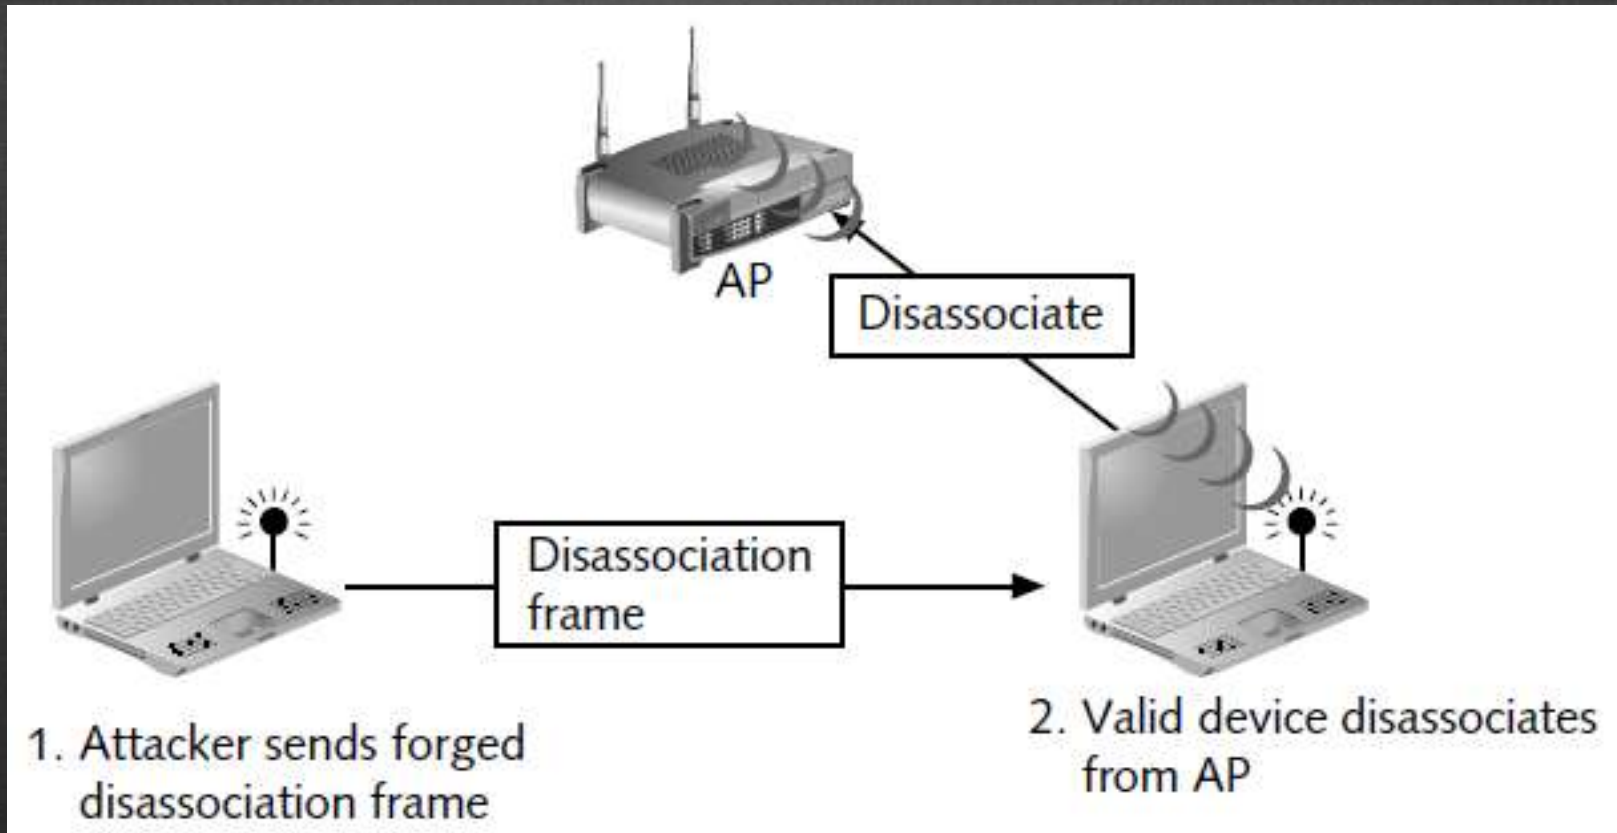 AP
Disassociate
Disassociation
frame
1. Attacker sends forged
disassociation frame
2. Valid device disassociates
from AP